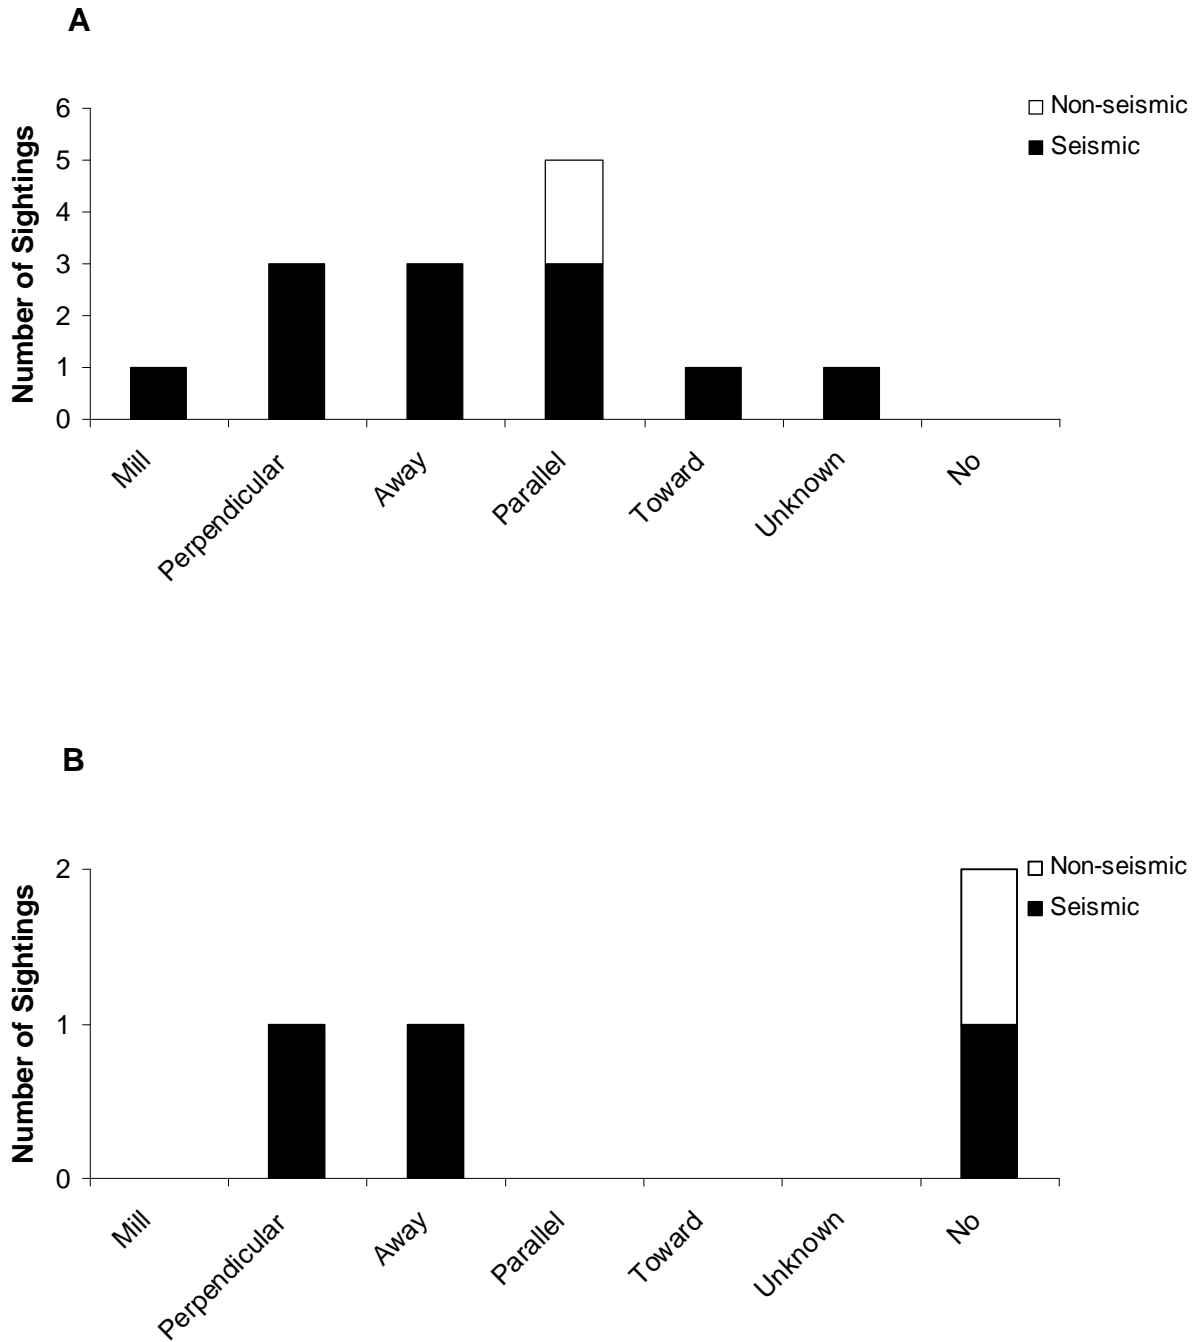 A
Non-seismic
Seismic
Number of Sightings
6
5
4
3
2
1
0
Mill
Perpendicular
Away
Parallel
Toward
Unknown
No
B
Non-seismic
Seismic
Number of Sightings
2
1
0
Mill
Perpendicular
Away
Parallel
Toward
Unknown
No